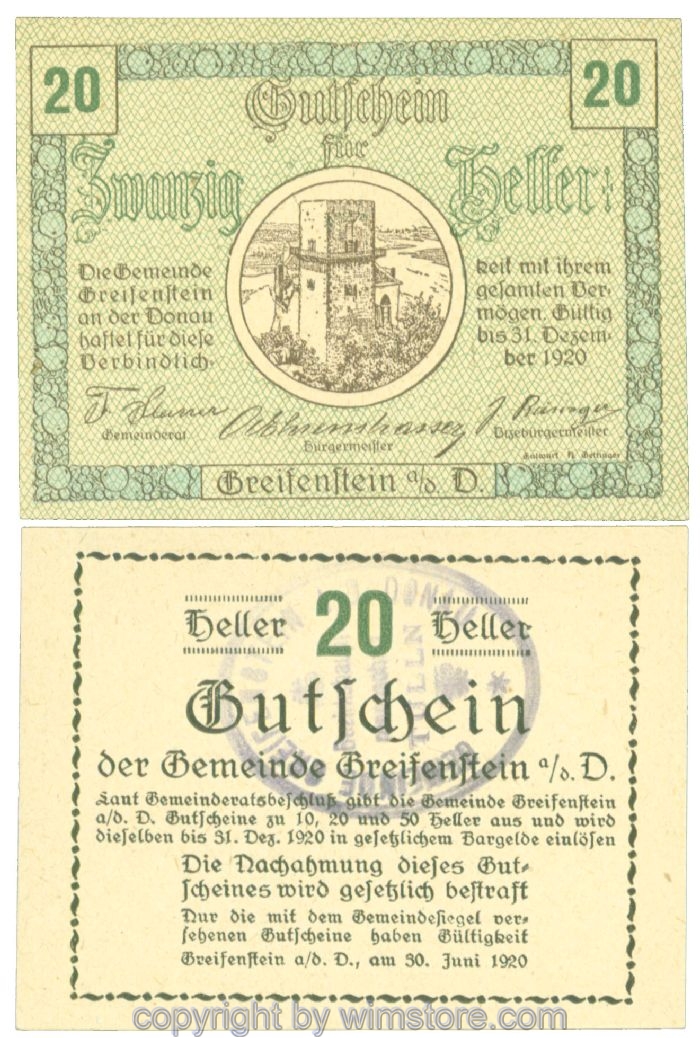 20
20
Gutschein
für
Zwanzig Heller:
Die Gemeinde
Greifenstein
an der Donau
haftet für diese
Verbindlich-
keit mit ihrem
gesamten Ver-
mögen. Gültig
bis 31. Dezem-
ber 1920
Gemeinderat
Bürgermeister
Vizebürgermeister
Entwurf
Greifenstein a/d. D.
Heller 20 Heller
Gutschein
der Gemeinde Greifenstein a/d. D.
Laut Gemeinderatsbeschluß gibt die Gemeinde Greifenstein
a/d. D. Gutscheine zu 10, 20 und 50 Heller aus und wird
dieselben bis 31. Dez. 1920 in gesetzlichem Bargelde einlösen
Die Nachahmung dieses Gut-
scheines wird gesetzlich bestraft
Nur die mit dem Gemeindesiegel ver-
sehenen Gutscheine haben Gültigkeit
Greifenstein a/d. D., am 30. Juni 1920
copyright by wimstore.com